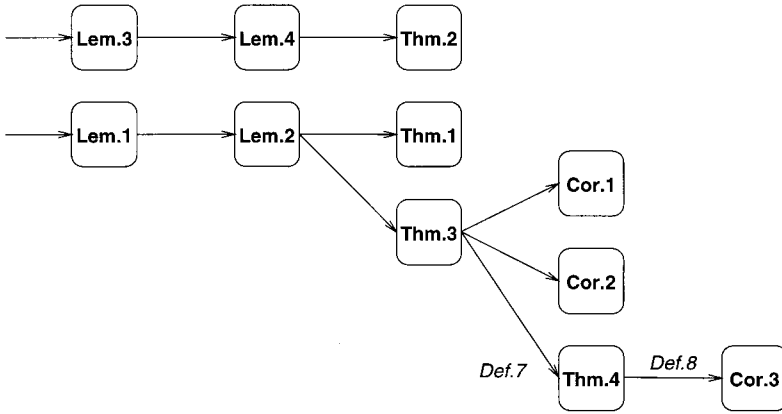 Lem.3
Lem.4
Thm.2
Lem.1
Lem.2
Thm.1
Cor.1
Thm.3
Cor.2
Def.7
Thm.4
Def.8
Cor.3